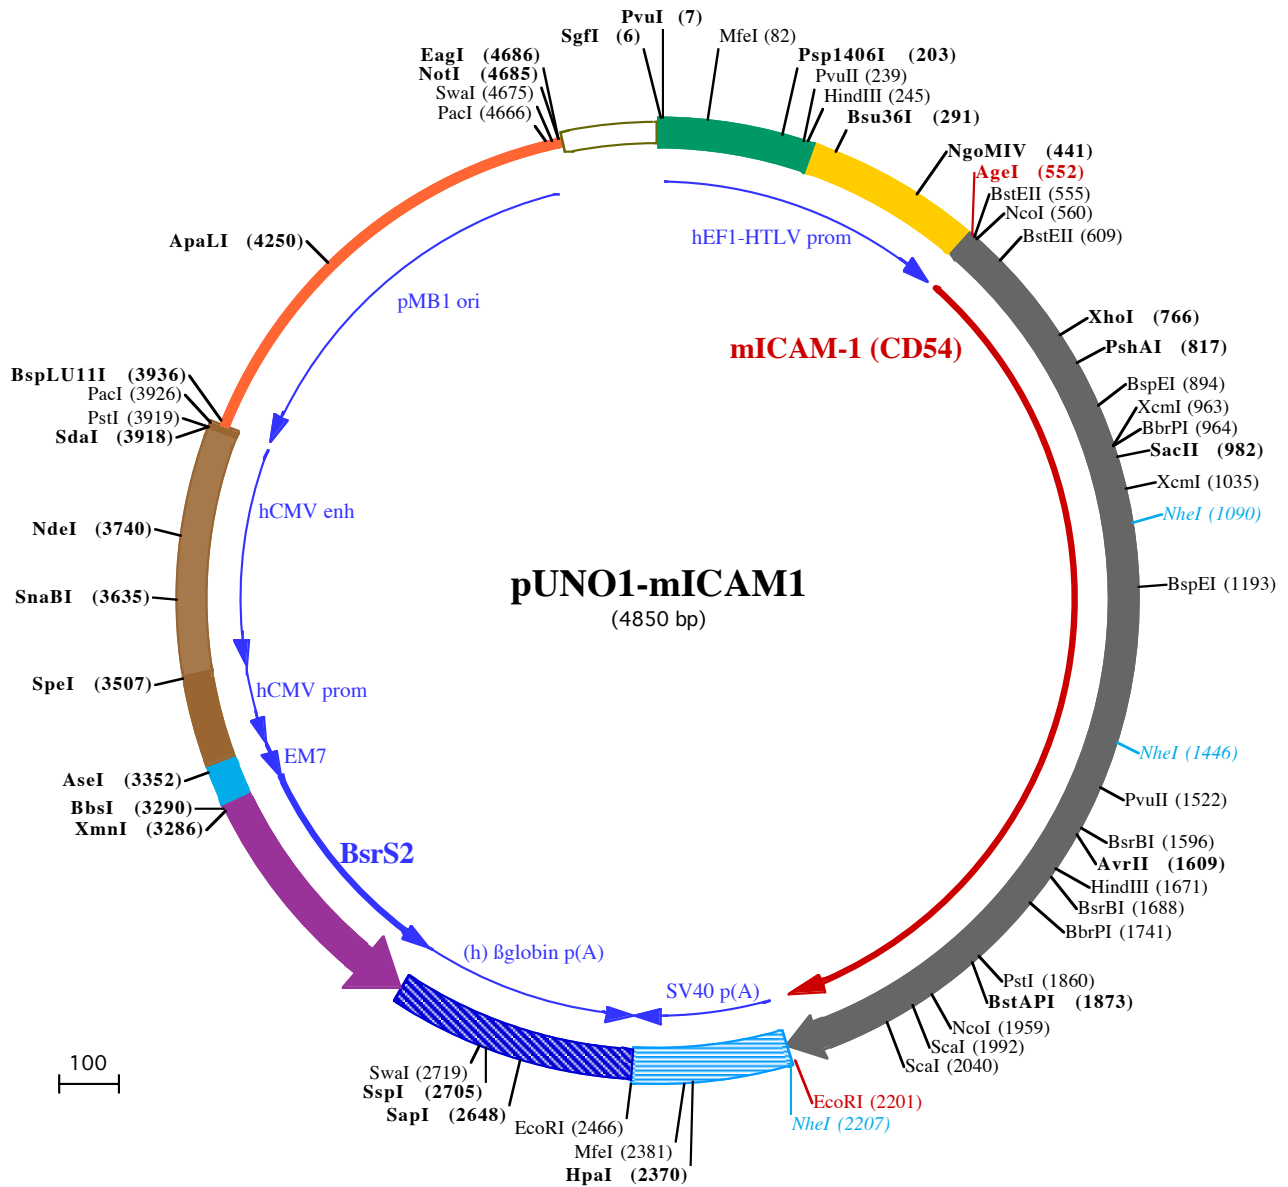 PvuI (7)
SgfI (6)
MfeI (82)
EagI (4686)
Psp1406I (203)
NotI (4685)
PvuII (239)
SwaI (4675)
HindIII (245)
PacI (4666)
Bsu36I (291)
NgoMIV (441)
AgeI (552)
BstEII (555)
NcoI (560)
BstEII (609)
hEF1-HTLV prom
ApaLI (4250)
pMB1 ori
XhoI (766)
mICAM-1 (CD54)
PshAI (817)
BspLU11I (3936)
BspEI (894)
PacI (3926)
XcmI (963)
PstI (3919)
BbrPI (964)
SdaI (3918)
SacII (982)
XcmI (1035)
hCMV enh
NheI (1090)
NdeI (3740)
pUNO1-mICAM1
BspEI (1193)
SnaBI (3635)
(4850 bp)
SpeI (3507)
hCMV prom
EM7
NheI (1446)
AseI (3352)
PvuII (1522)
BbsI (3290)
XmnI (3286)
BsrBI (1596)
BsrS2
AvrII (1609)
HindIII (1671)
BsrBI (1688)
BbrPI (1741)
(h) ßglobin p(A)
PstI (1860)
SV40 p(A)
BstAPI (1873)
NcoI (1959)
ScaI (1992)
100
ScaI (2040)
SwaI (2719)
SspI (2705)
EcoRI (2201)
SapI (2648)
NheI (2207)
EcoRI (2466)
MfeI (2381)
HpaI (2370)